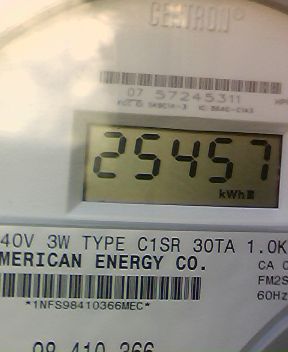 CENTRON®
07 57245311
25457
kWh
40V 3W TYPE C1SR 30TA 1.0K
MERICAN ENERGY CO.
CA 0
FM2S
60Hz
*1NFS98410366MEC*
98 410 366